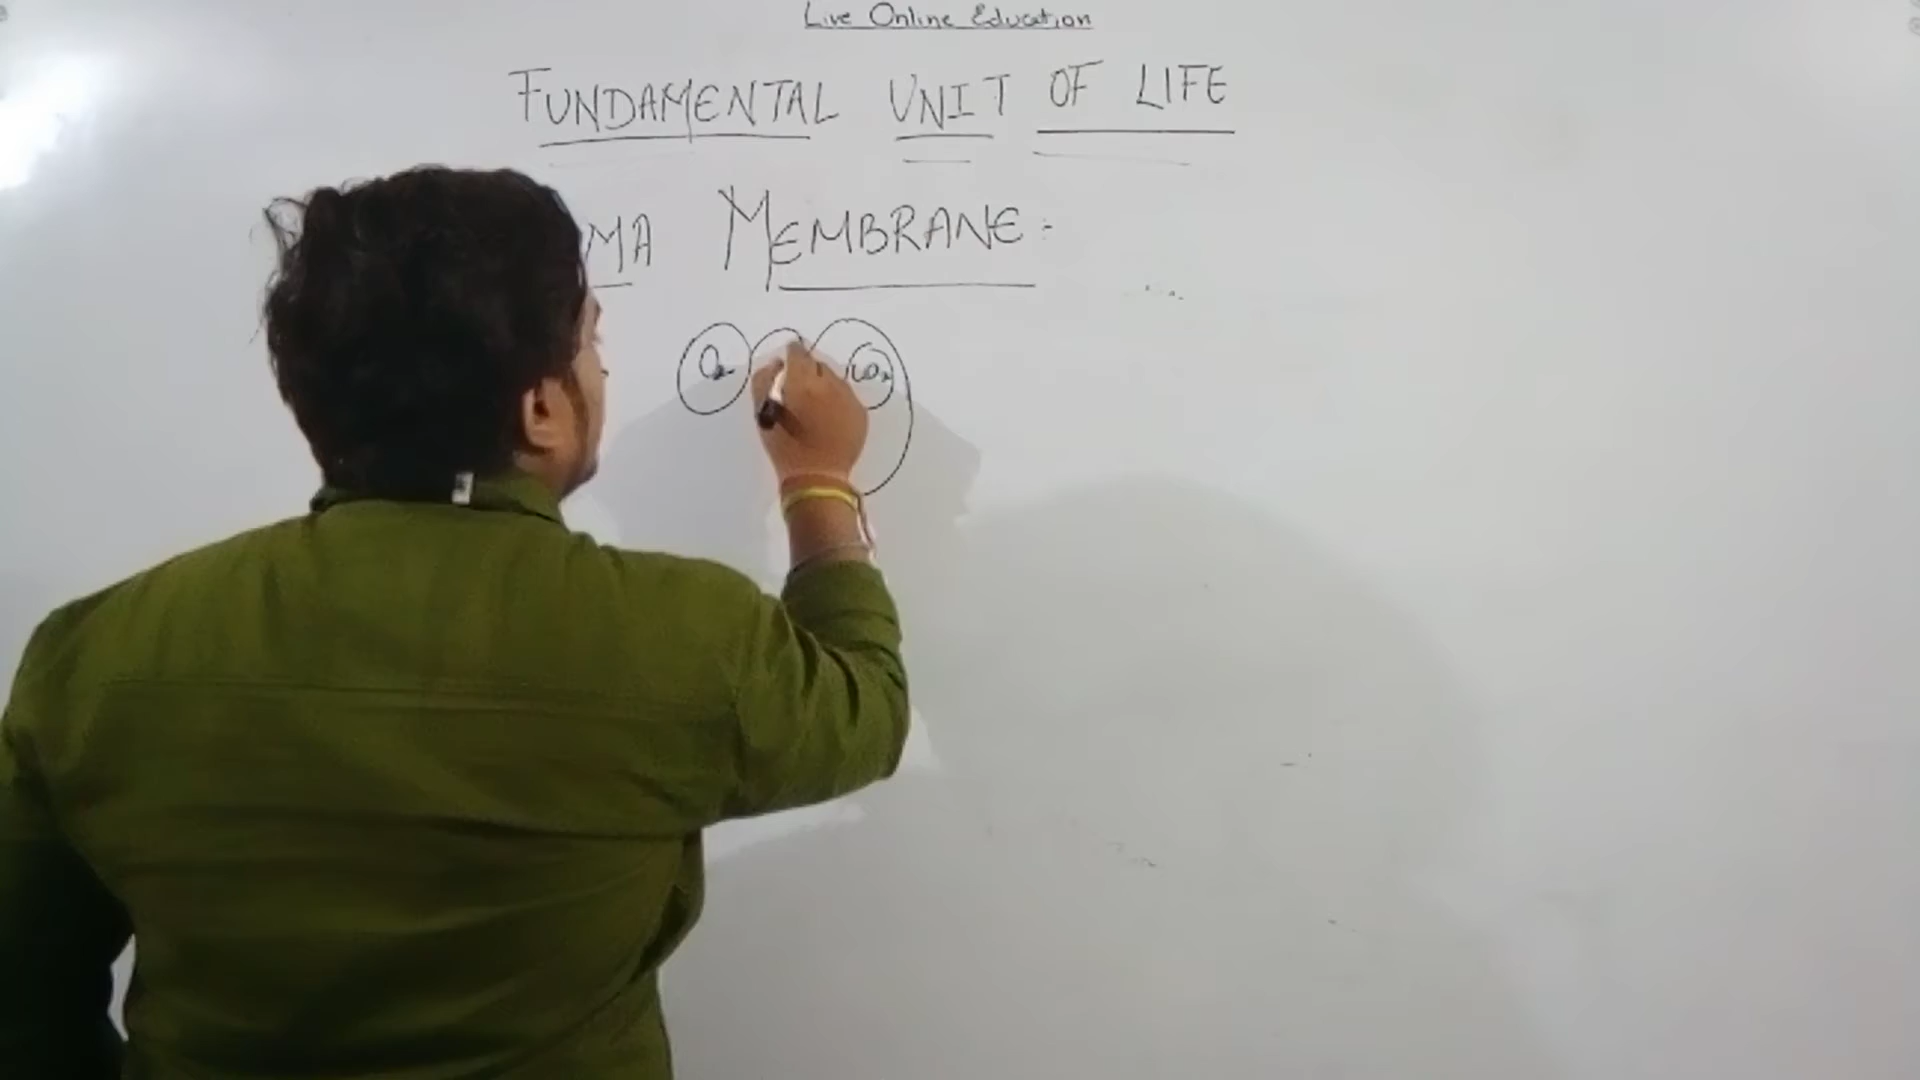 Live Online Education
FUNDAMENTAL UNIT OF LIFE
MA MEMBRANE:
O2 CO2